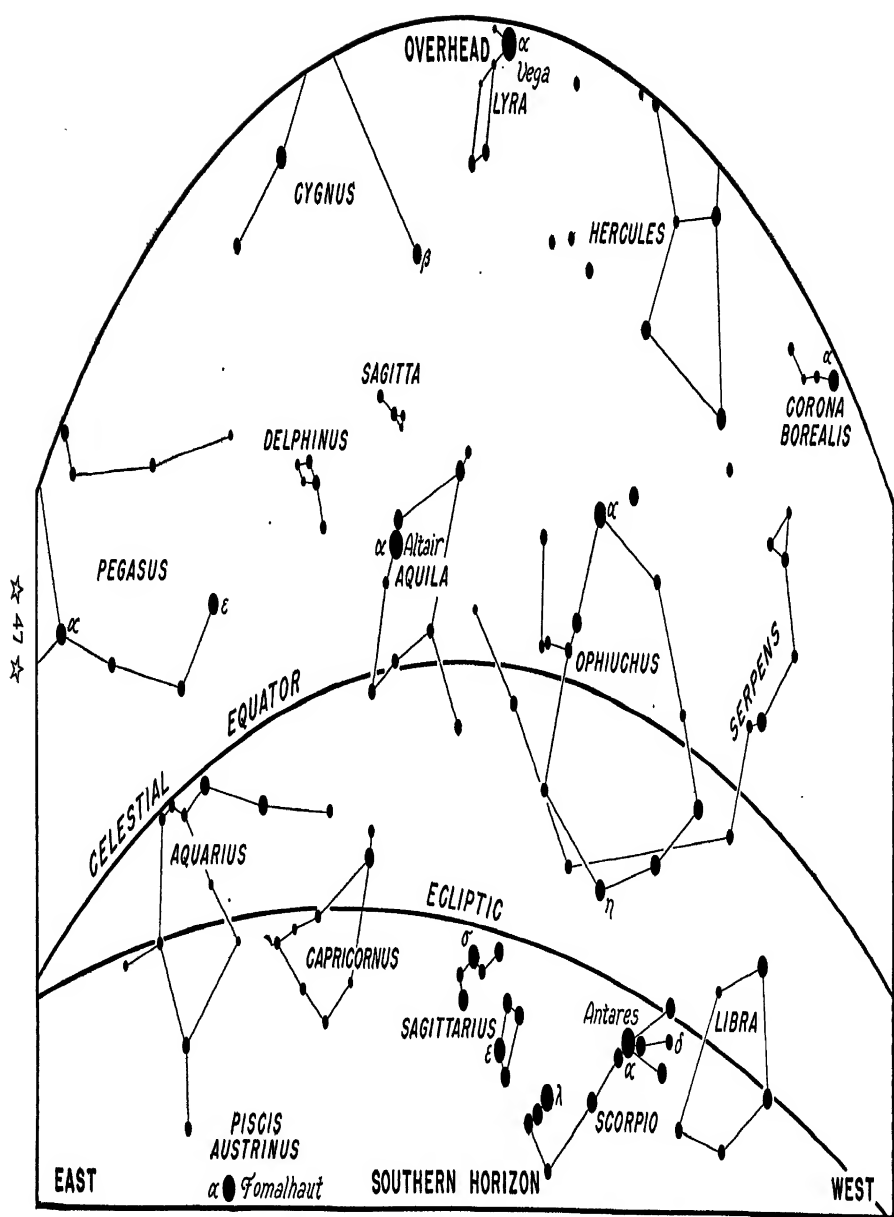 OVERHEAD
α
Vega
LYRA
CYGNUS
β
HERCULES
SAGITTA
α
CORONA
BOREALIS
DELPHINUS
α
α Altair
AQUILA
PEGASUS
ε
α
OPHIUCHUS
SERPENS
☆ 47 ☆
CELESTIAL EQUATOR
AQUARIUS
ECLIPTIC
η
γ
CAPRICORNUS
σ
SAGITTARIUS
ε
Antares
α
δ
LIBRA
λ
SCORPIO
PISCIS
AUSTRINUS
α Fomalhaut
EAST
SOUTHERN HORIZON
WEST